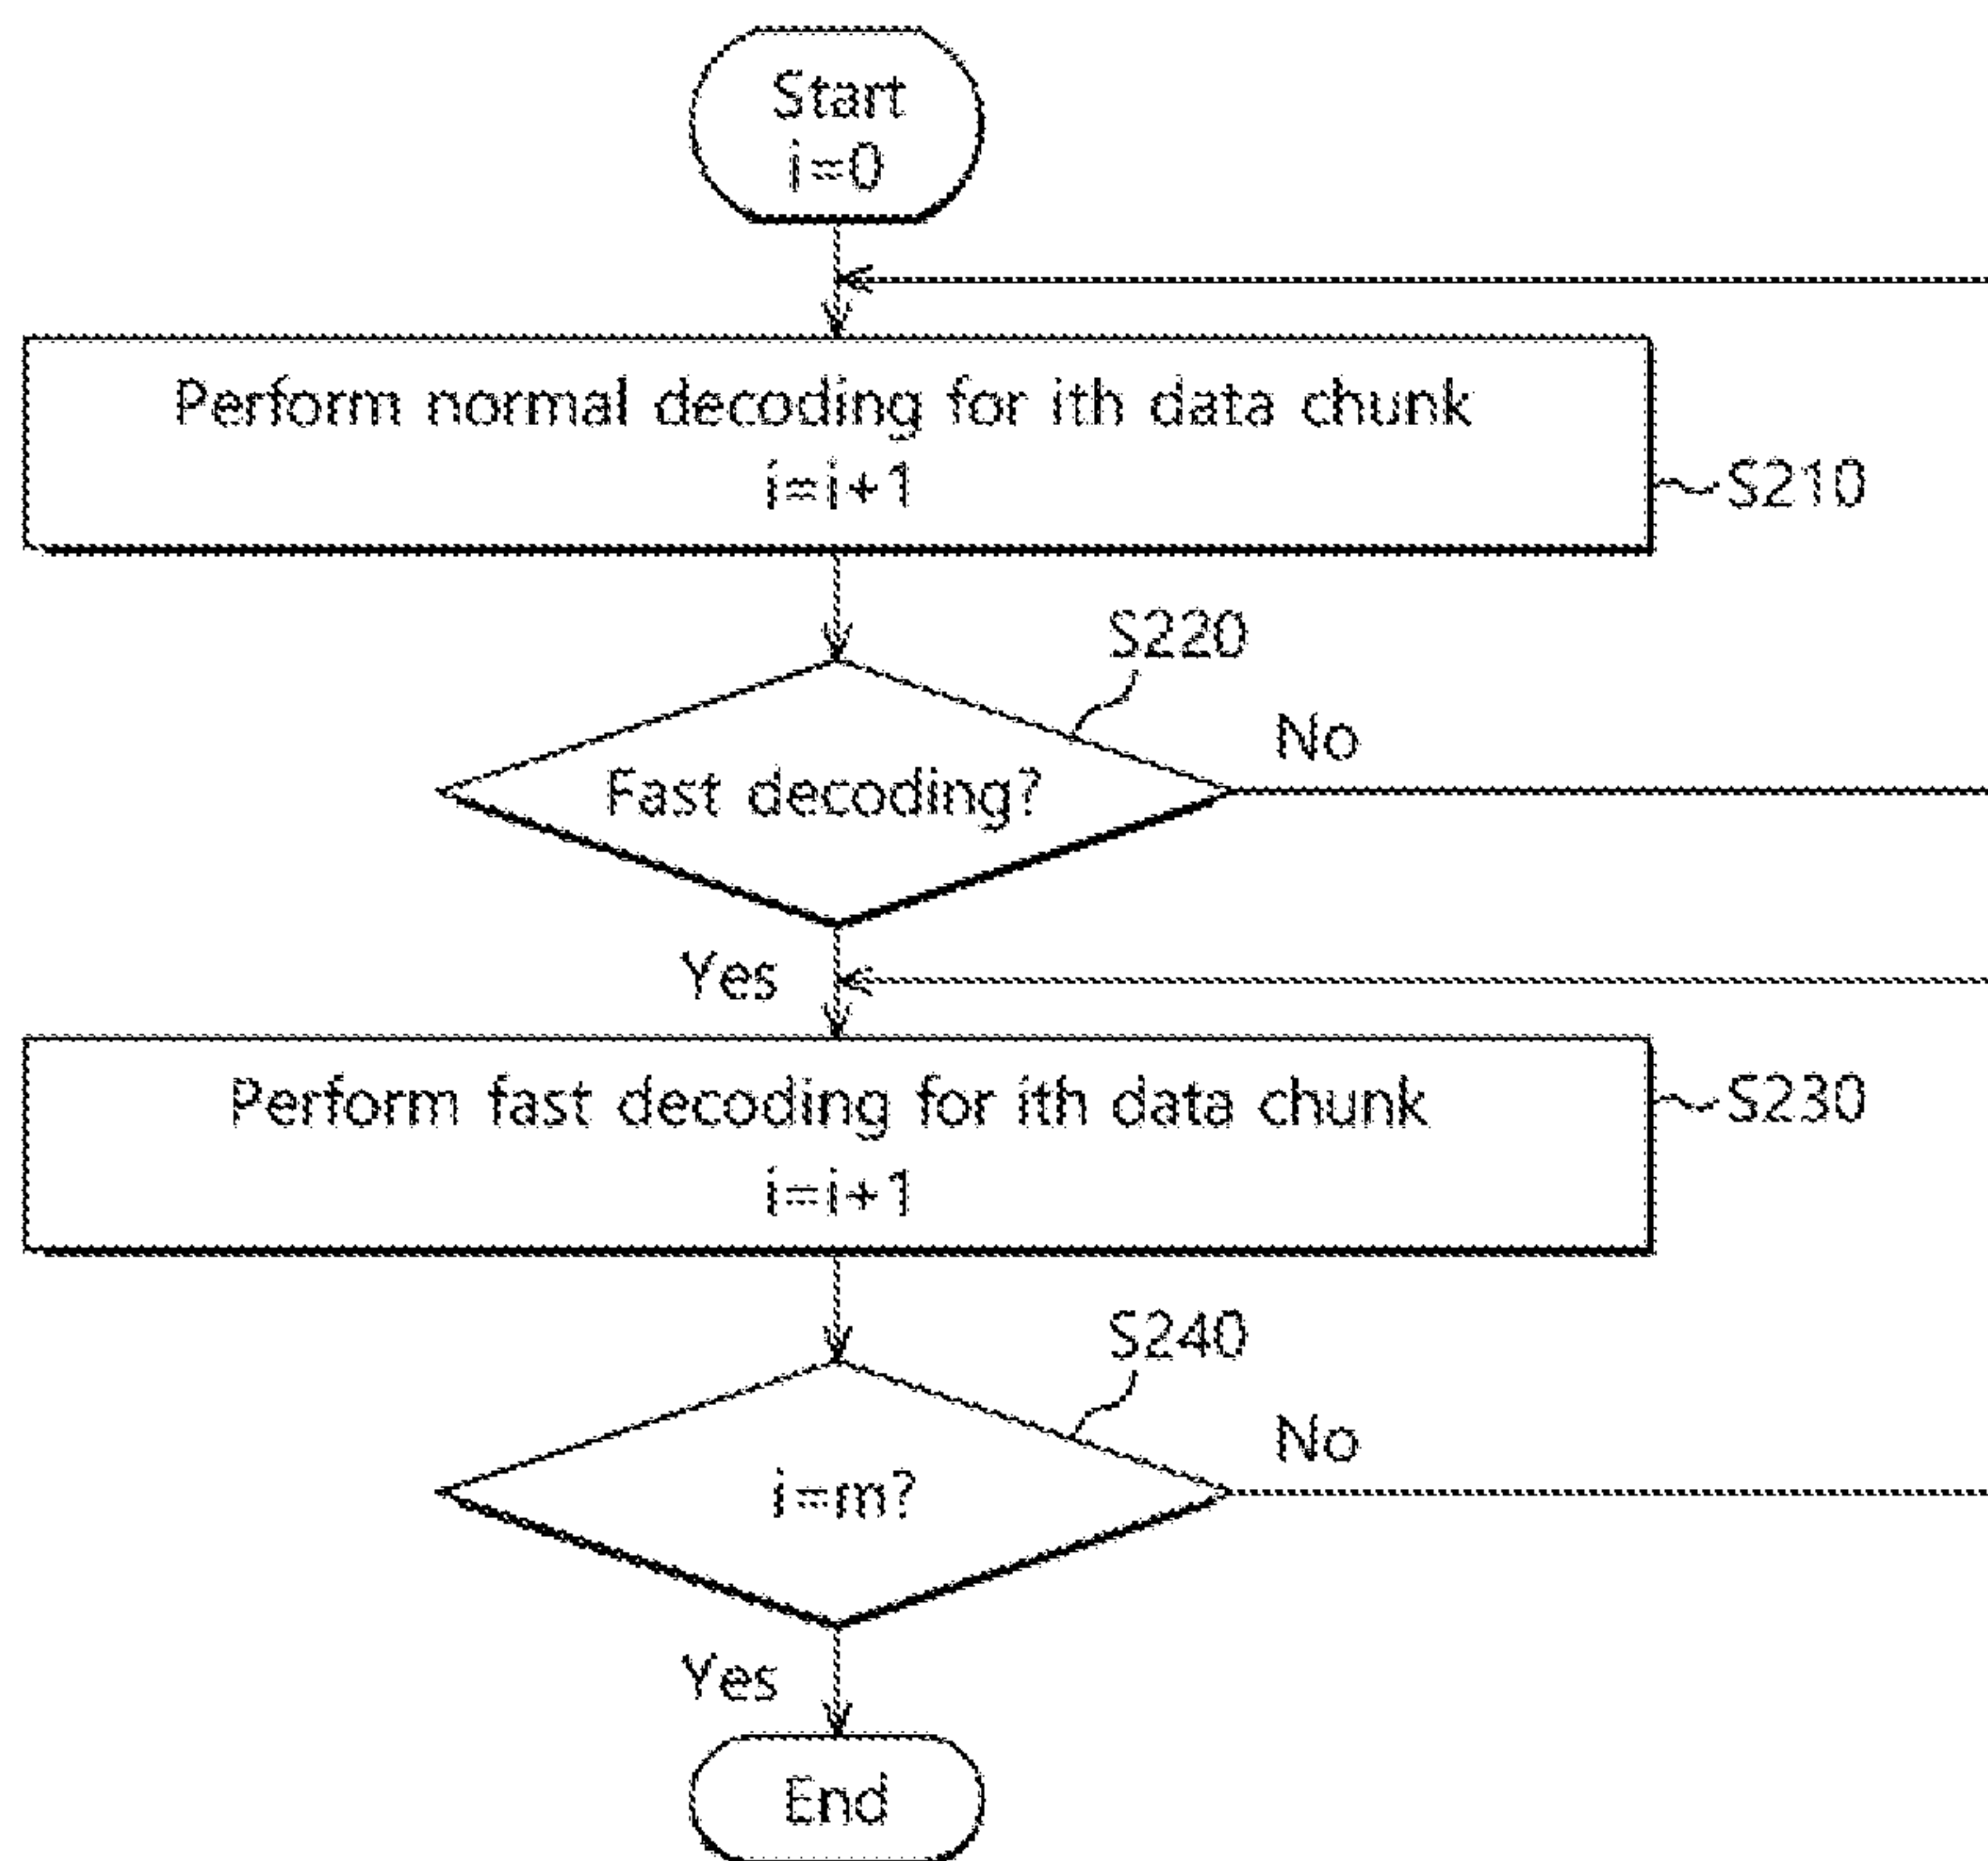 Start
i=0
Perform normal decoding for ith data chunk
i=i+1
S210
S220
No
Fast decoding?
Yes
Perform fast decoding for ith data chunk
S230
i=i+1
S240
No
i=m?
Yes
End